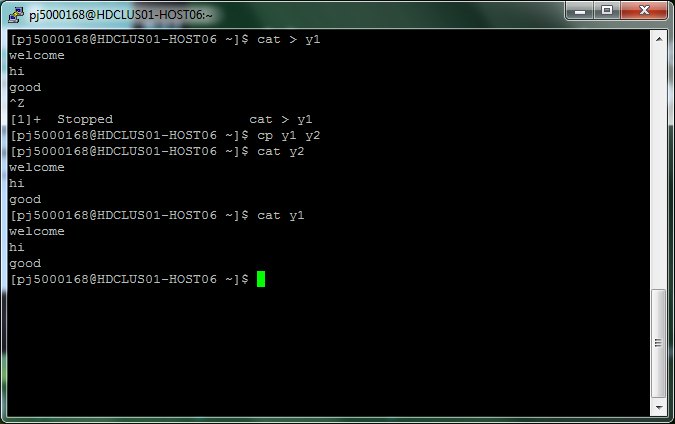 pj5000168@HDCLUS01-HOST06:~
[pj5000168@HDCLUS01-HOST06 ~]$ cat > y1
welcome
hi
good
^Z
[1]+  Stopped                 cat > y1
[pj5000168@HDCLUS01-HOST06 ~]$ cp y1 y2
[pj5000168@HDCLUS01-HOST06 ~]$ cat y2
welcome
hi
good
[pj5000168@HDCLUS01-HOST06 ~]$ cat y1
welcome
hi
good
[pj5000168@HDCLUS01-HOST06 ~]$